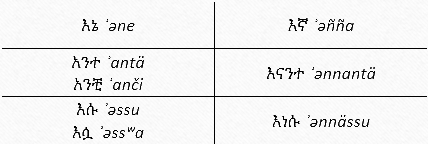 እኔ ʾəne
እኛ ʾəñña
አንተ ʾantä
አንቺ ʾanči
እናንተ ʾənnantä
እሱ ʾəssu
እሷ ʾəssʷa
እነሱ ʾənnässu